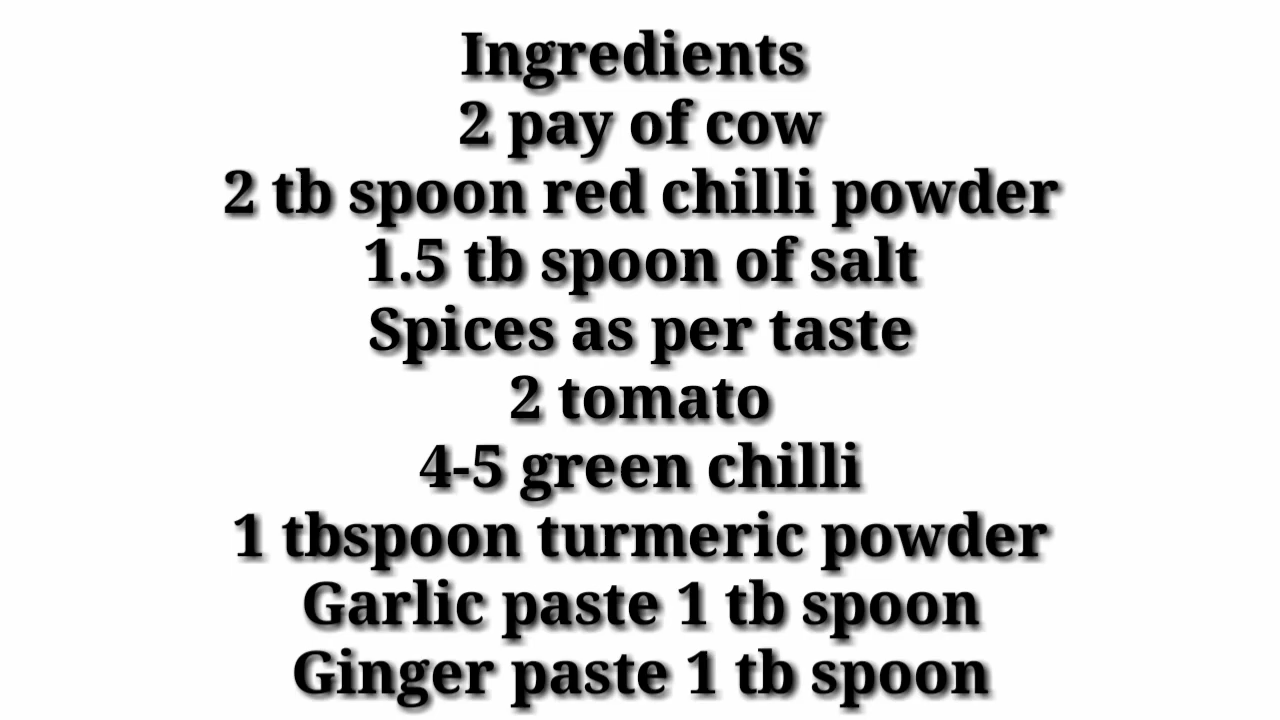 Ingredients
2 pay of cow
2 tb spoon red chilli powder
1.5 tb spoon of salt
Spices as per taste
2 tomato
4-5 green chilli
1 tbspoon turmeric powder
Garlic paste 1 tb spoon
Ginger paste 1 tb spoon